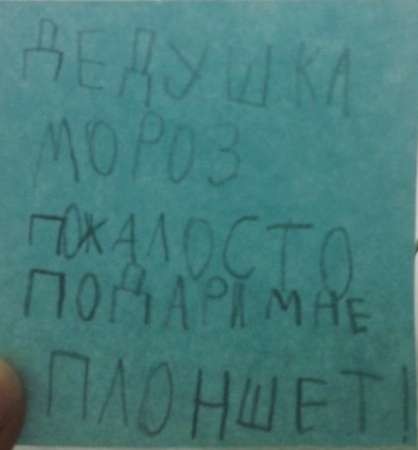 ДЕДУШКА
МОРОЗ
ПОЖАЛОСТО
ПОДАРИ МНЕ
ПЛОНШЕТ!